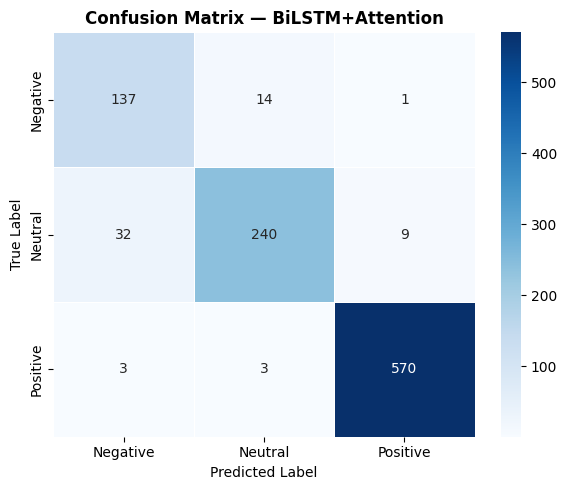 Confusion Matrix — BiLSTM+Attention
True Label
Negative
137 14 1
Neutral
32 240 9
Positive
3 3 570
Negative Neutral Positive
Predicted Label
500
400
300
200
100